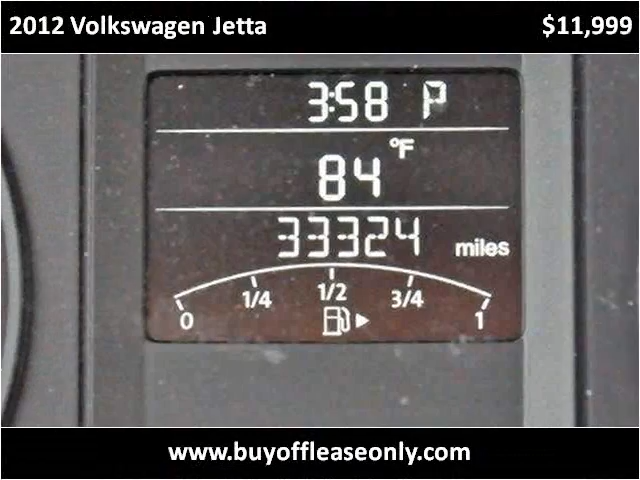 2012 Volkswagen Jetta $11,999
3:58 P
84 °F
33324 miles
0 1/4 1/2 3/4 1
www.buyoffleaseonly.com